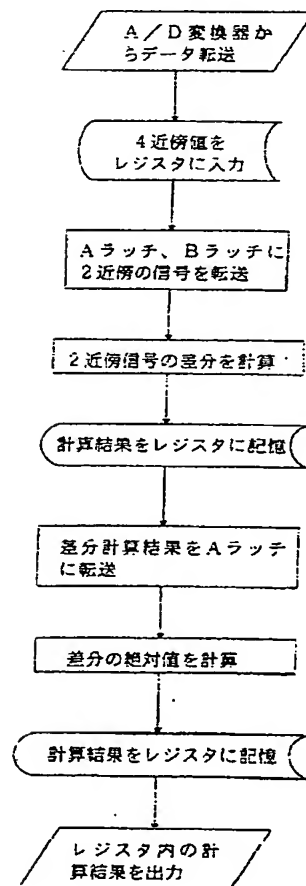 A/D変換器か
らデータ転送
4近傍値を
レジスタに入力
Aラッチ、Bラッチに
2近傍の信号を転送
2近傍信号の差分を計算
計算結果をレジスタに記憶
差分計算結果をAラッチ
に転送
差分の絶対値を計算
計算結果をレジスタに記憶
レジスタ内の計
算結果を出力